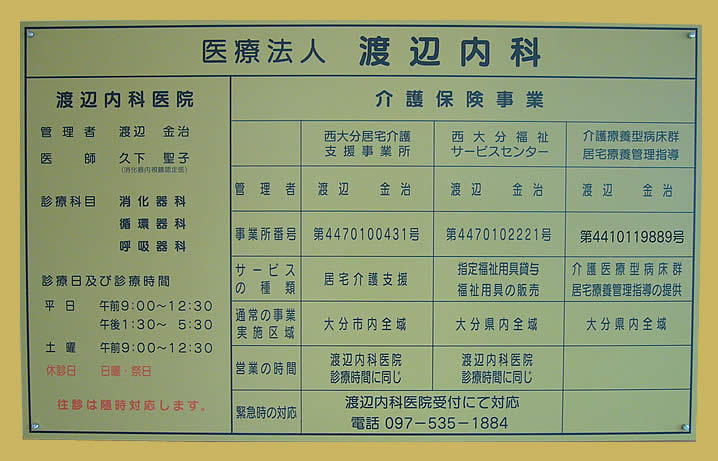 医療法人 渡辺内科
渡辺内科医院
管理者 渡辺 金治
医師 久下 聖子
(消化器内視鏡認定医)
診療科目 消化器科
循環器科
呼吸器科
診療日及び診療時間
平日 午前9:00～12:30
午後1:30～ 5:30
土曜 午前9:00～12:30
休診日 日曜・祭日
往診は随時対応します。
介護保険事業
西大分居宅介護
支援事業所
西大分福祉
サービスセンター
介護療養型病床群
居宅療養管理指導
管理者 渡辺 金治 渡辺 金治 渡辺 金治
事業所番号 第4470100431号 第4470102221号 第4410119889号
サービス
の種類
居宅介護支援
指定福祉用具貸与
福祉用具の販売
介護医療型病床群
居宅療養管理指導の提供
通常の事業
実施区域
大分市内全域 大分県内全域 大分県内全域
営業の時間
渡辺内科医院
診療時間に同じ
渡辺内科医院
診療時間に同じ
緊急時の対応
渡辺内科医院受付にて対応
電話 097-535-1884